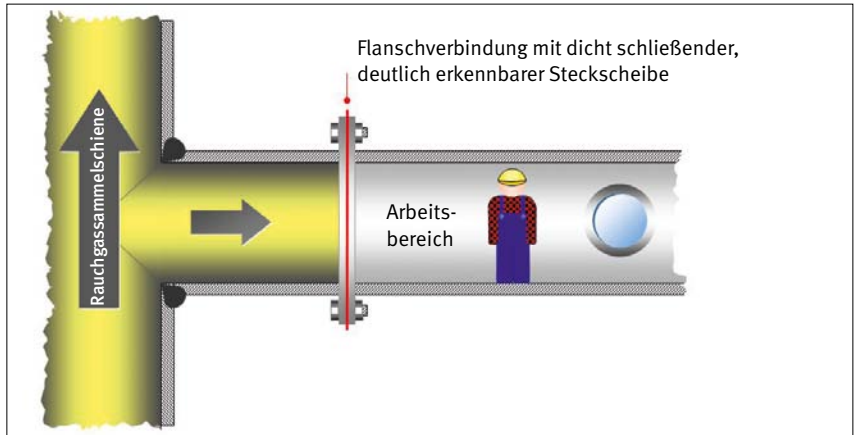 Flanschverbindung mit dicht schließender,
deutlich erkennbarer Steckscheibe
Rauchgassammelschiene
Arbeits-
bereich